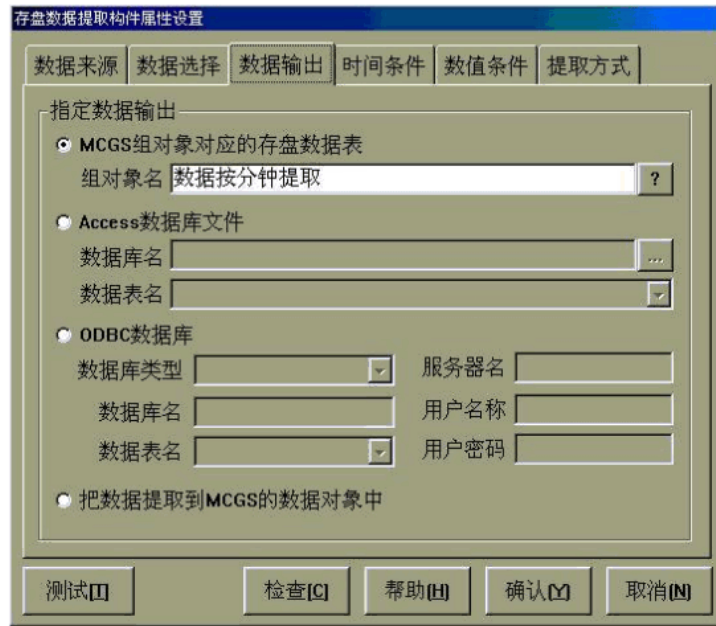 存盘数据提取构件属性设置
数据来源 数据选择 数据输出 时间条件 数值条件 提取方式
指定数据输出
MCGS组对象对应的存盘数据表
组对象名 数据按分钟提取 ?
Access数据库文件
数据库名 ...
数据表名
ODBC数据库
数据库类型 服务器名
数据库名 用户名称
数据表名 用户密码
把数据提取到MCGS的数据对象中
测试[T] 检查[C] 帮助[H] 确认[Y] 取消[N]